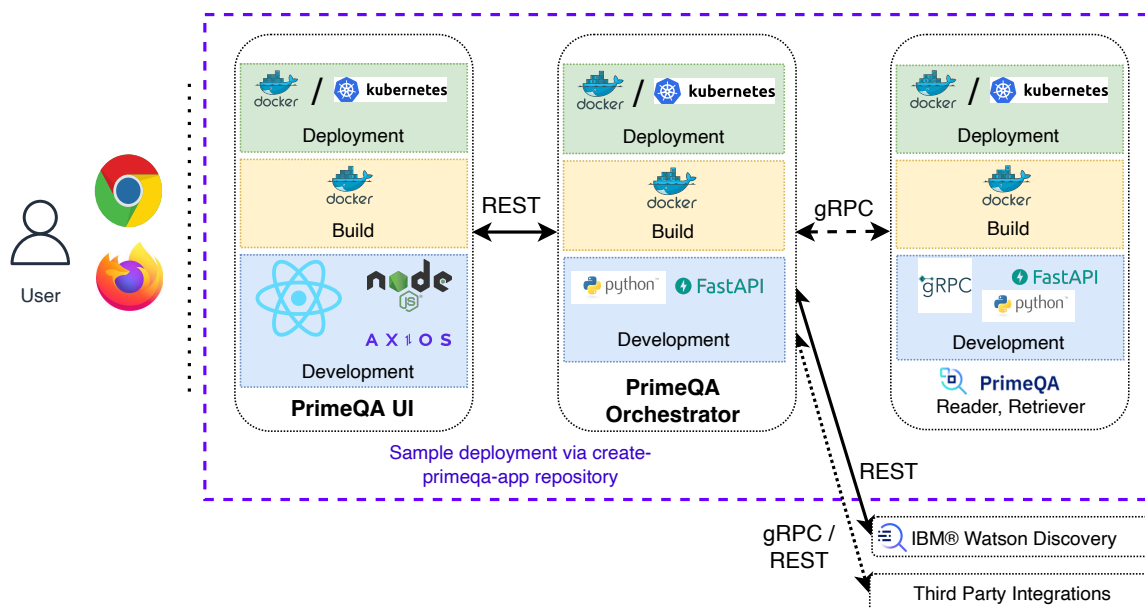 User
docker / kubernetes
Deployment
docker
Build
node
JS
AXIOS
Development
PrimeQA UI
REST
docker / kubernetes
Deployment
docker
Build
python™ FastAPI
Development
PrimeQA
Orchestrator
gRPC
docker / kubernetes
Deployment
docker
Build
gRPC
FastAPI
python™
Development
PrimeQA
Reader, Retriever
Sample deployment via create-
primeqa-app repository
REST
gRPC /
REST
IBM® Watson Discovery
Third Party Integrations